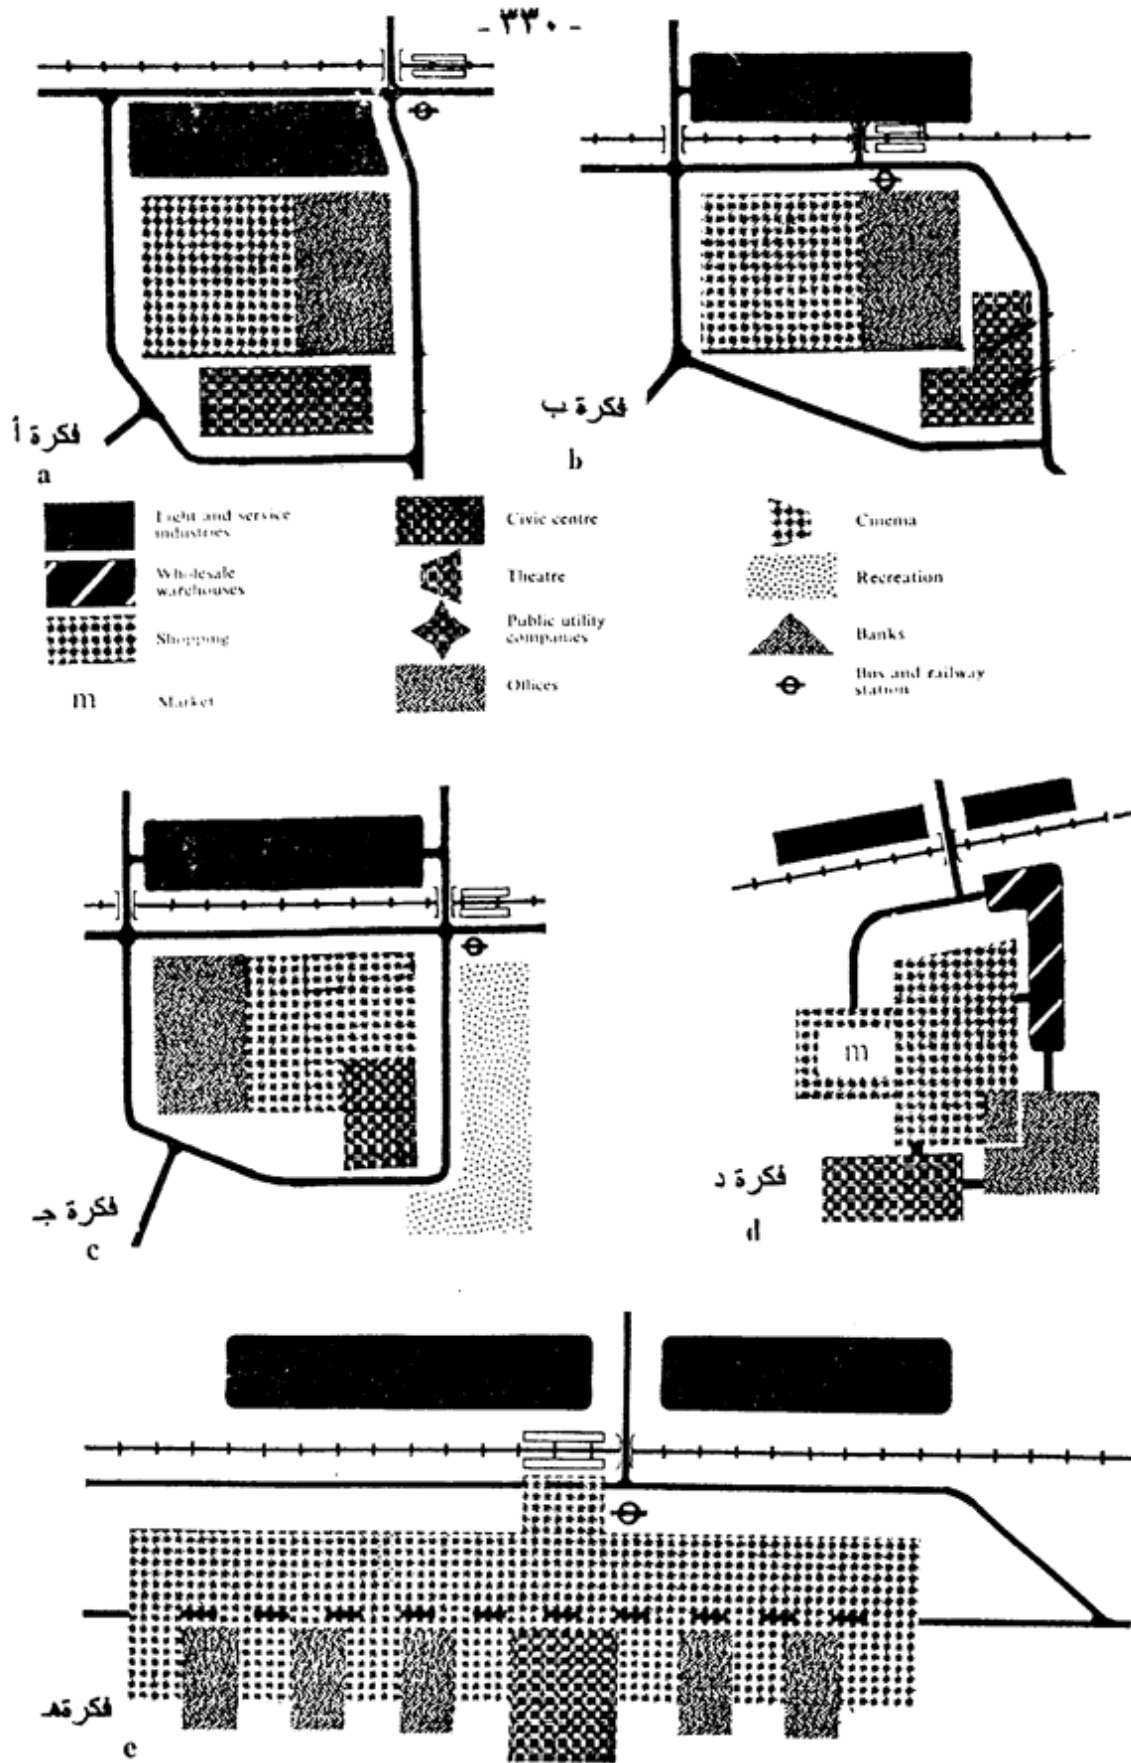 - ٣٣٠ -
فكرة أ
a
فكرة ب
b
Light and service
industries
Wholesale
warehouses
Shopping
m
Market
Civic centre
Theatre
Public utility
companies
Offices
Cinema
Recreation
Banks
Bus and railway
station
فكرة جـ
c
m
فكرة د
d
فكرة هـ
e